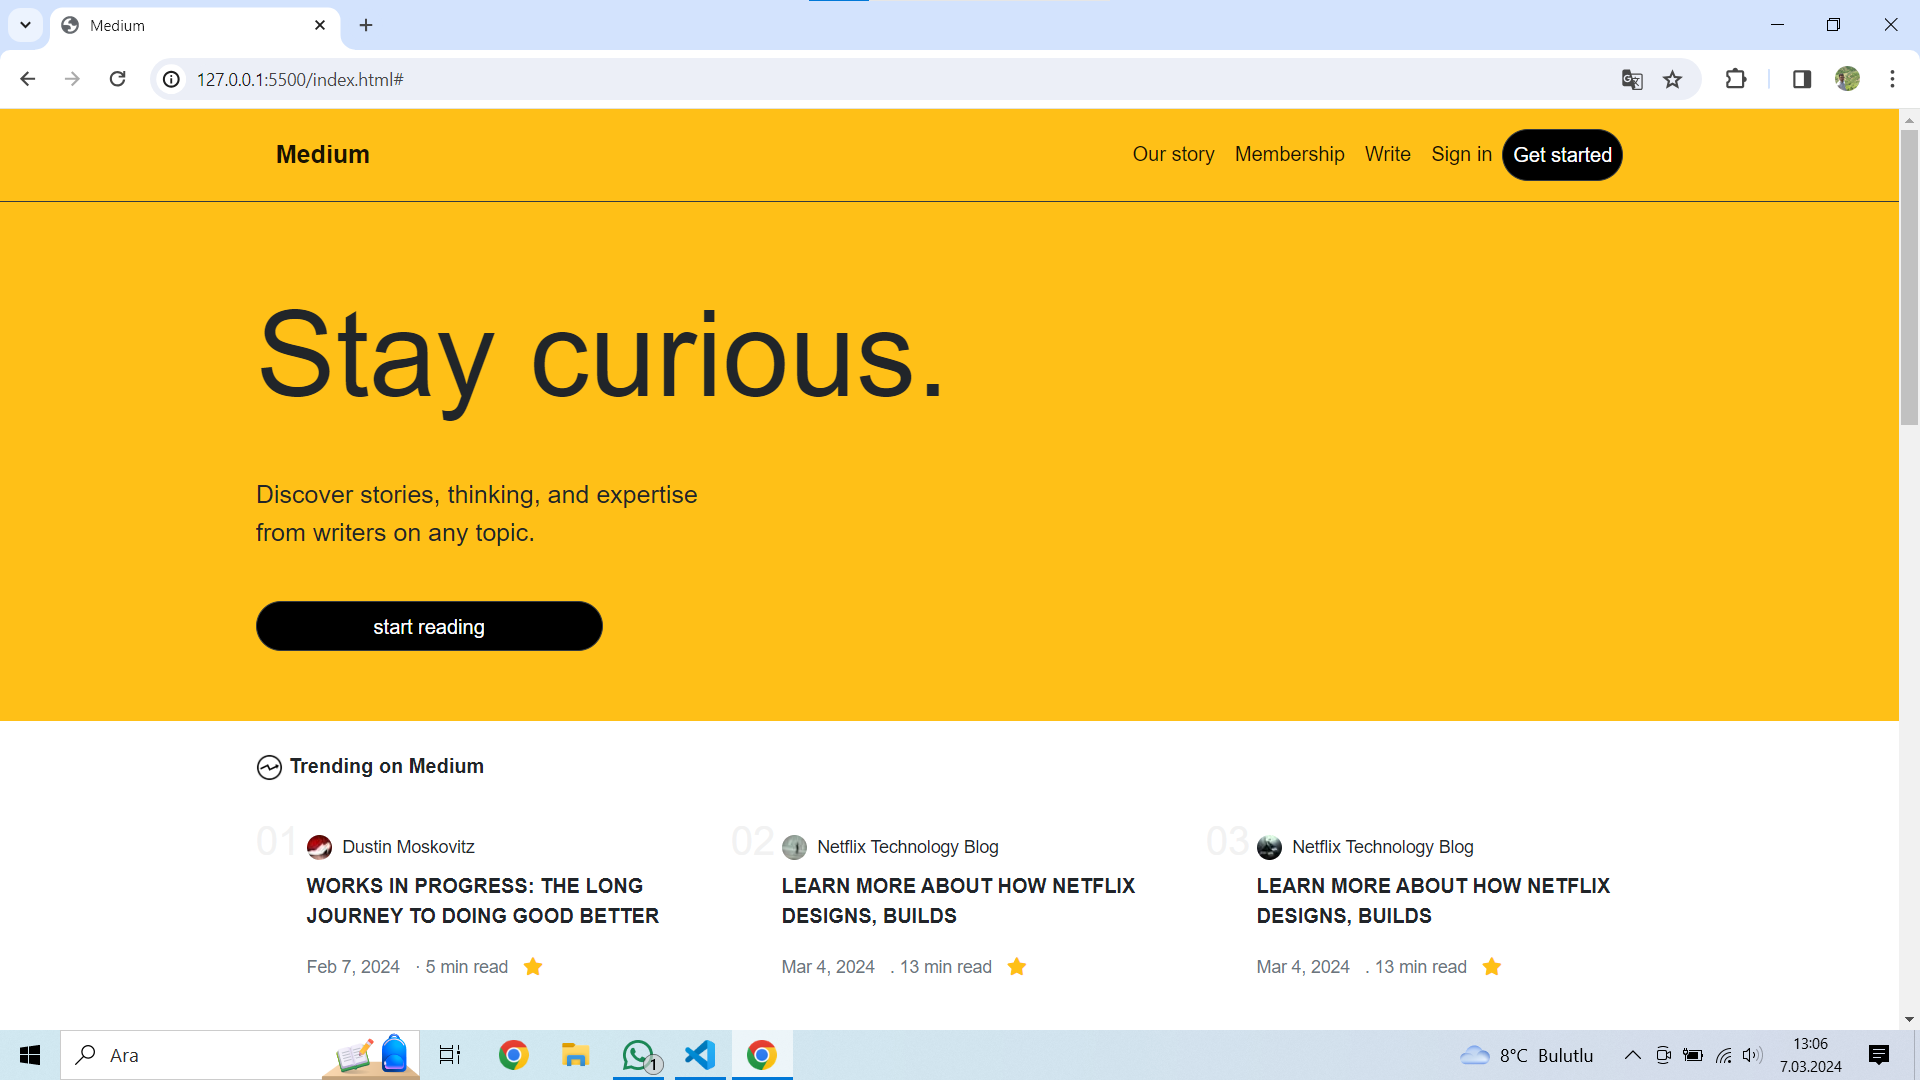 Medium
127.0.0.1:5500/index.html#
Medium
Our story Membership Write Sign in Get started
Stay curious.
Discover stories, thinking, and expertise
from writers on any topic.
start reading
Trending on Medium
01 Dustin Moskovitz
WORKS IN PROGRESS: THE LONG
JOURNEY TO DOING GOOD BETTER
Feb 7, 2024 · 5 min read
02 Netflix Technology Blog
LEARN MORE ABOUT HOW NETFLIX
DESIGNS, BUILDS
Mar 4, 2024 . 13 min read
03 Netflix Technology Blog
LEARN MORE ABOUT HOW NETFLIX
DESIGNS, BUILDS
Mar 4, 2024 . 13 min read
Ara
1
8°C Bulutlu
13:06
7.03.2024